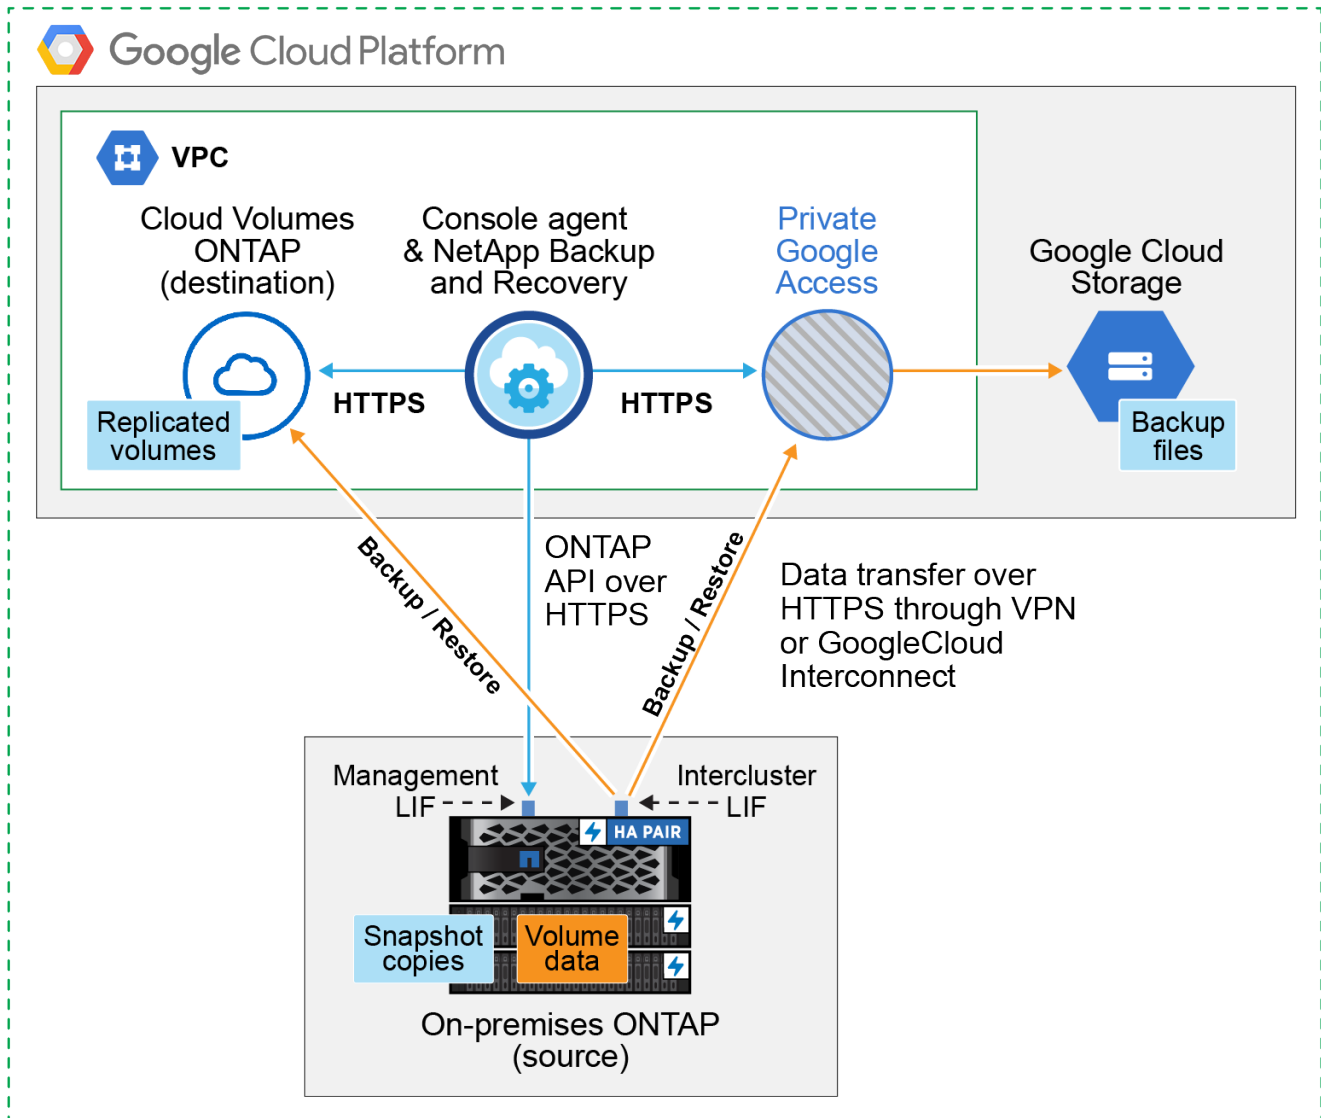 Google Cloud Platform
VPC
Cloud Volumes
ONTAP
(destination)
Console agent
& NetApp Backup
and Recovery
Private
Google
Access
Google Cloud
Storage
HTTPS
HTTPS
Replicated
volumes
Backup
files
Backup / Restore
ONTAP
API over
HTTPS
Backup / Restore
Data transfer over
HTTPS through VPN
or GoogleCloud
Interconnect
Management
LIF
Intercluster
LIF
HA PAIR
Snapshot
copies
Volume
data
On-premises ONTAP
(source)